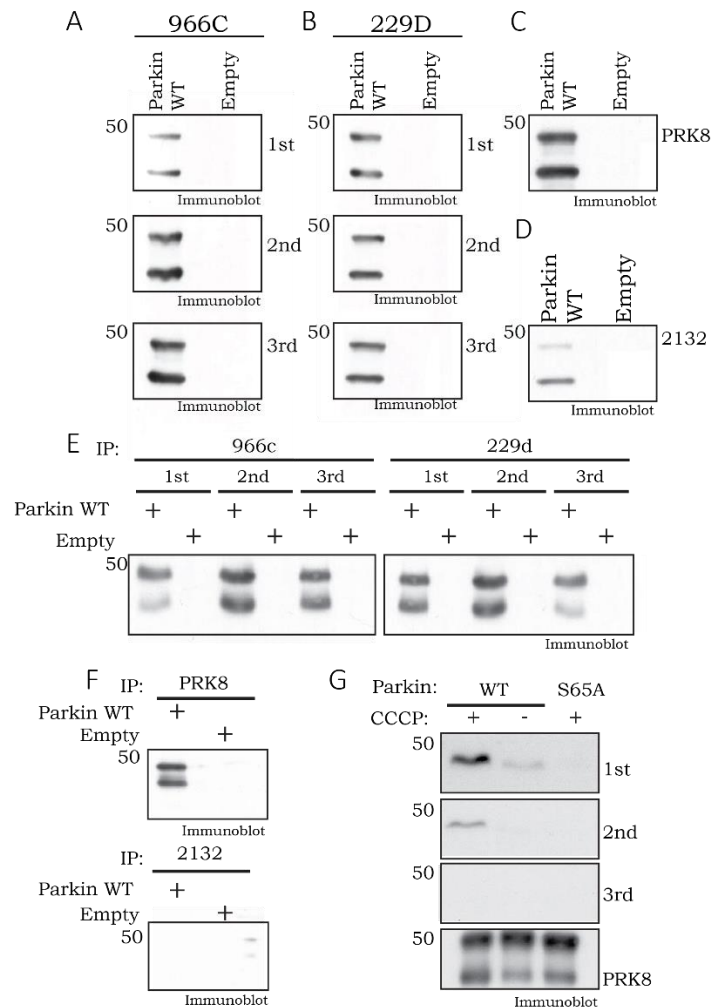 A
966C
Parkin WT
Empty
50
1st
Immunoblot
50
2nd
Immunoblot
50
3rd
Immunoblot
B
229D
Parkin WT
Empty
50
1st
Immunoblot
50
2nd
Immunoblot
50
3rd
Immunoblot
C
Parkin WT
Empty
50
PRK8
Immunoblot
D
Parkin WT
Empty
50
2132
Immunoblot
E
IP: 966c 229d
1st 2nd 3rd 1st 2nd 3rd
Parkin WT + + + + + +
Empty + + + + + +
50
Immunoblot
F
IP: PRK8
Parkin WT +
Empty +
50
Immunoblot
IP: 2132
Parkin WT +
Empty +
50
Immunoblot
G
Parkin: WT S65A
CCCP: + - +
50
1st
50
2nd
50
3rd
50
PRK8
Immunoblot